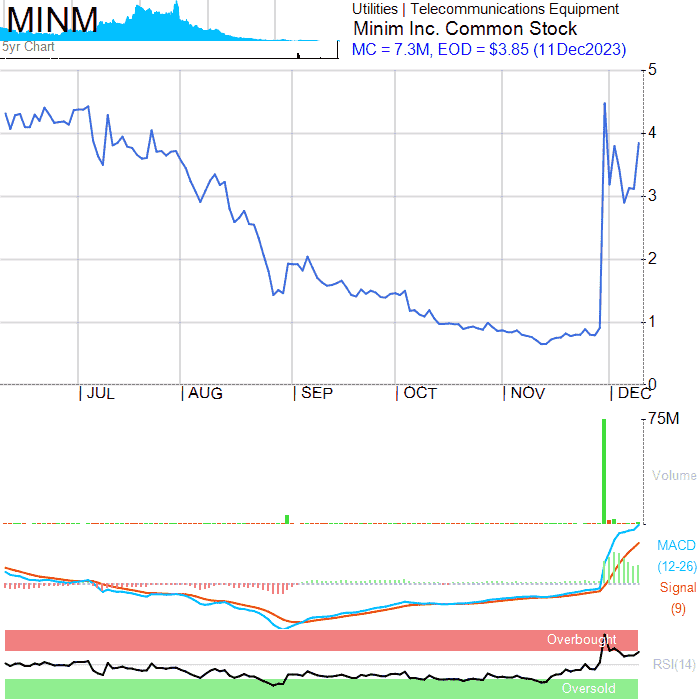 MINM
Utilities | Telecommunications Equipment
Minim Inc. Common Stock
5yr Chart
MC = 7.3M, EOD = $3.85 (11Dec2023)
5
4
3
2
1
0
| JUL | AUG | SEP | OCT | NOV | DEC
75M
Volume
MACD
(12-26)
Signal
(9)
Overbought
RSI(14)
Oversold